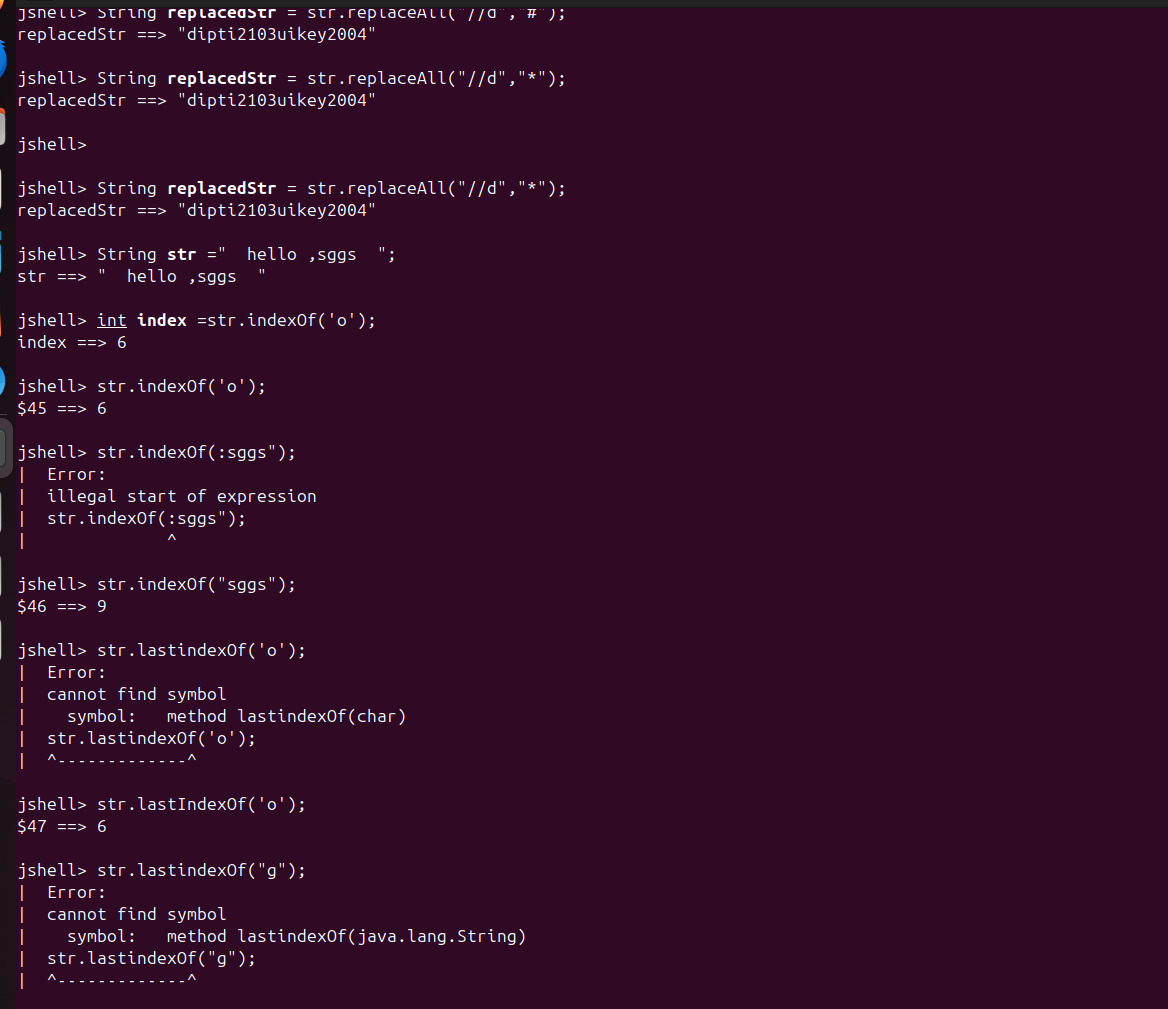 jshell> String replacedStr = str.replaceAll("//d","#");
replacedStr ==> "dipti2103uikey2004"
jshell> String replacedStr = str.replaceAll("//d","*");
replacedStr ==> "dipti2103uikey2004"
jshell>
jshell> String replacedStr = str.replaceAll("//d","*");
replacedStr ==> "dipti2103uikey2004"
jshell> String str ="  hello ,sggs  ";
str ==> "  hello ,sggs  "
jshell> int index =str.indexOf('o');
index ==> 6
jshell> str.indexOf('o');
$45 ==> 6
jshell> str.indexOf(:sggs");
|  Error:
|  illegal start of expression
|  str.indexOf(:sggs");
|              ^
jshell> str.indexOf("sggs");
$46 ==> 9
jshell> str.lastindexOf('o');
|  Error:
|  cannot find symbol
|    symbol:   method lastindexOf(char)
|  str.lastindexOf('o');
|  ^-------------^
jshell> str.lastIndexOf('o');
$47 ==> 6
jshell> str.lastindexOf("g");
|  Error:
|  cannot find symbol
|    symbol:   method lastindexOf(java.lang.String)
|  str.lastindexOf("g");
|  ^-------------^